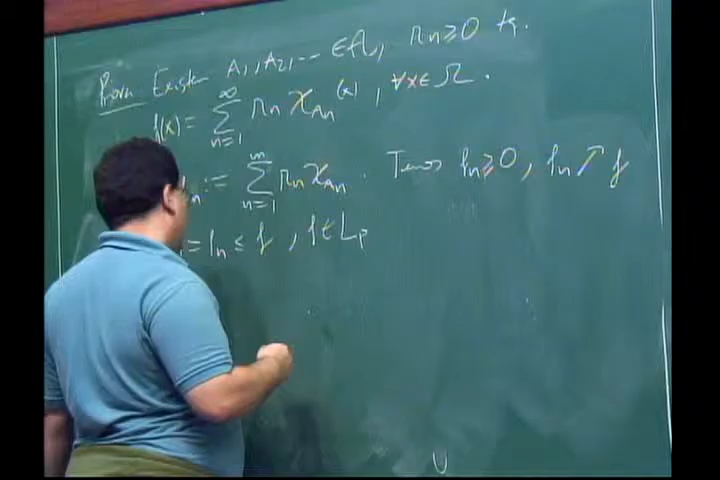 Prova Existem A₁, A₂, ... ∈ A, rₙ ≥ 0 t.q.
f(x) = ∑_{n=1}^{∞} rₙ χ_{Aₙ}(x), ∀x ∈ Ω.
:= ∑_{n=1}^{m} rₙ χ_{Aₙ}. Temos fₙ ≥ 0, fₙ ↗ f
= fₙ ≤ f, f ∈ Lₚ